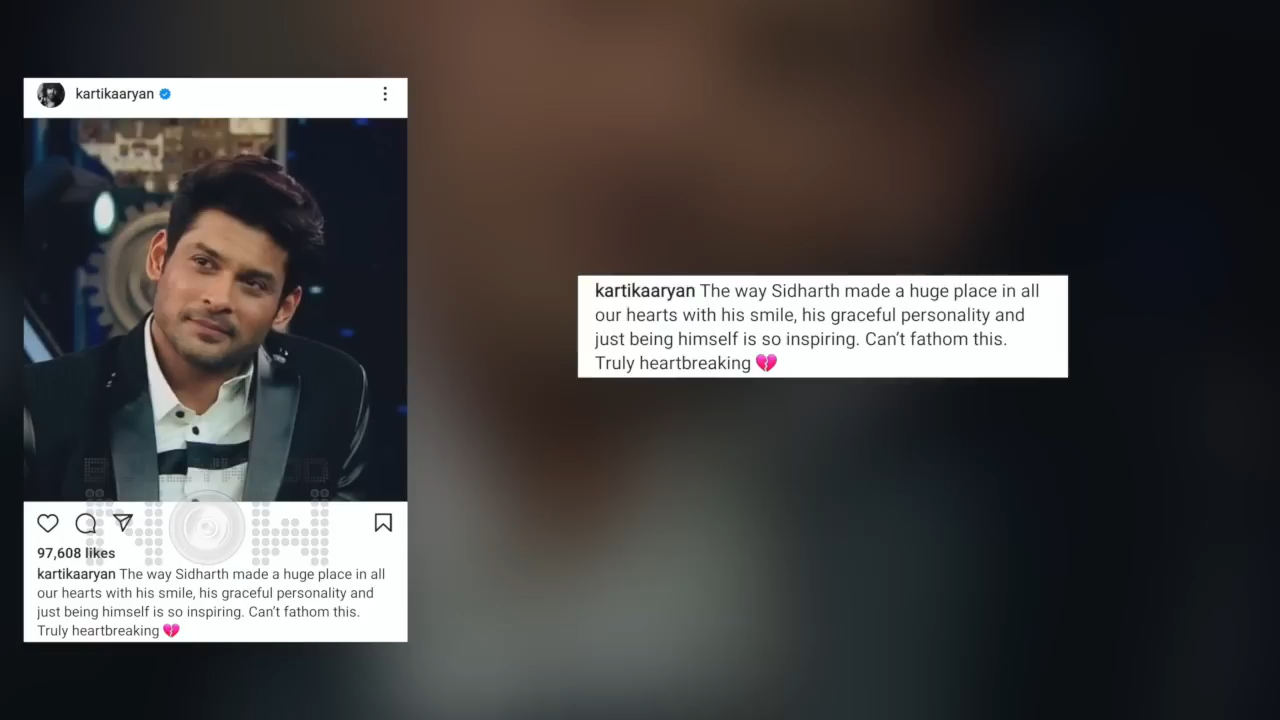 kartikaaryan
BOLLYWOOD
NOW
97,608 likes
kartikaaryan The way Sidharth made a huge place in all
our hearts with his smile, his graceful personality and
just being himself is so inspiring. Can’t fathom this.
Truly heartbreaking 💔
kartikaaryan The way Sidharth made a huge place in all
our hearts with his smile, his graceful personality and
just being himself is so inspiring. Can’t fathom this.
Truly heartbreaking 💔